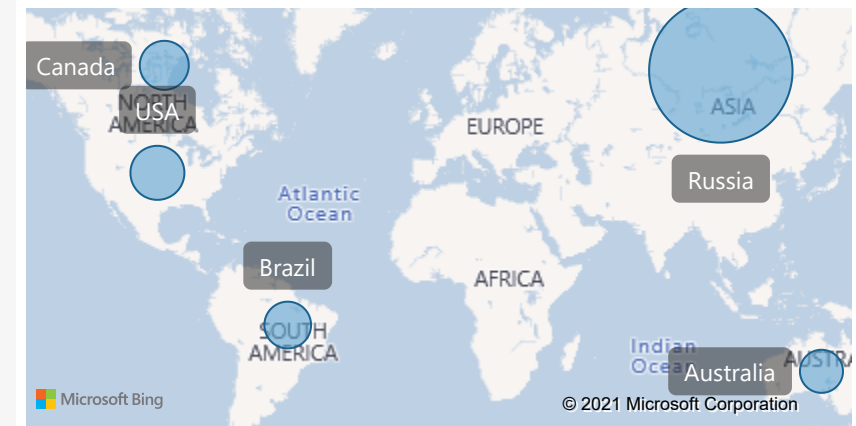 Canada
NORTH
AMERICA
USA
EUROPE
ASIA
Russia
Atlantic
Ocean
Brazil
AFRICA
SOUTH
AMERICA
Indian
Ocea
Australia
AUSTRA
Microsoft Bing
© 2021 Microsoft Corporation